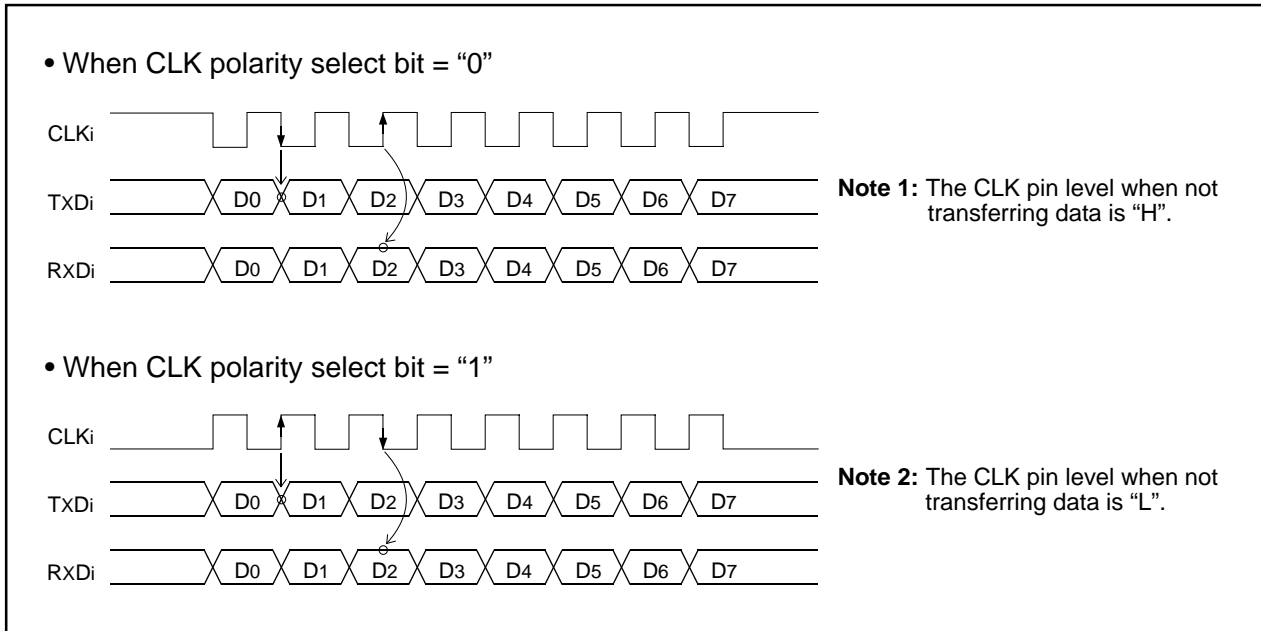 • When CLK polarity select bit = “0”
CLKi
TXDi D0 D1 D2 D3 D4 D5 D6 D7
RXDi D0 D1 D2 D3 D4 D5 D6 D7
Note 1: The CLK pin level when not
transferring data is “H”.
• When CLK polarity select bit = “1”
CLKi
TXDi D0 D1 D2 D3 D4 D5 D6 D7
RXDi D0 D1 D2 D3 D4 D5 D6 D7
Note 2: The CLK pin level when not
transferring data is “L”.